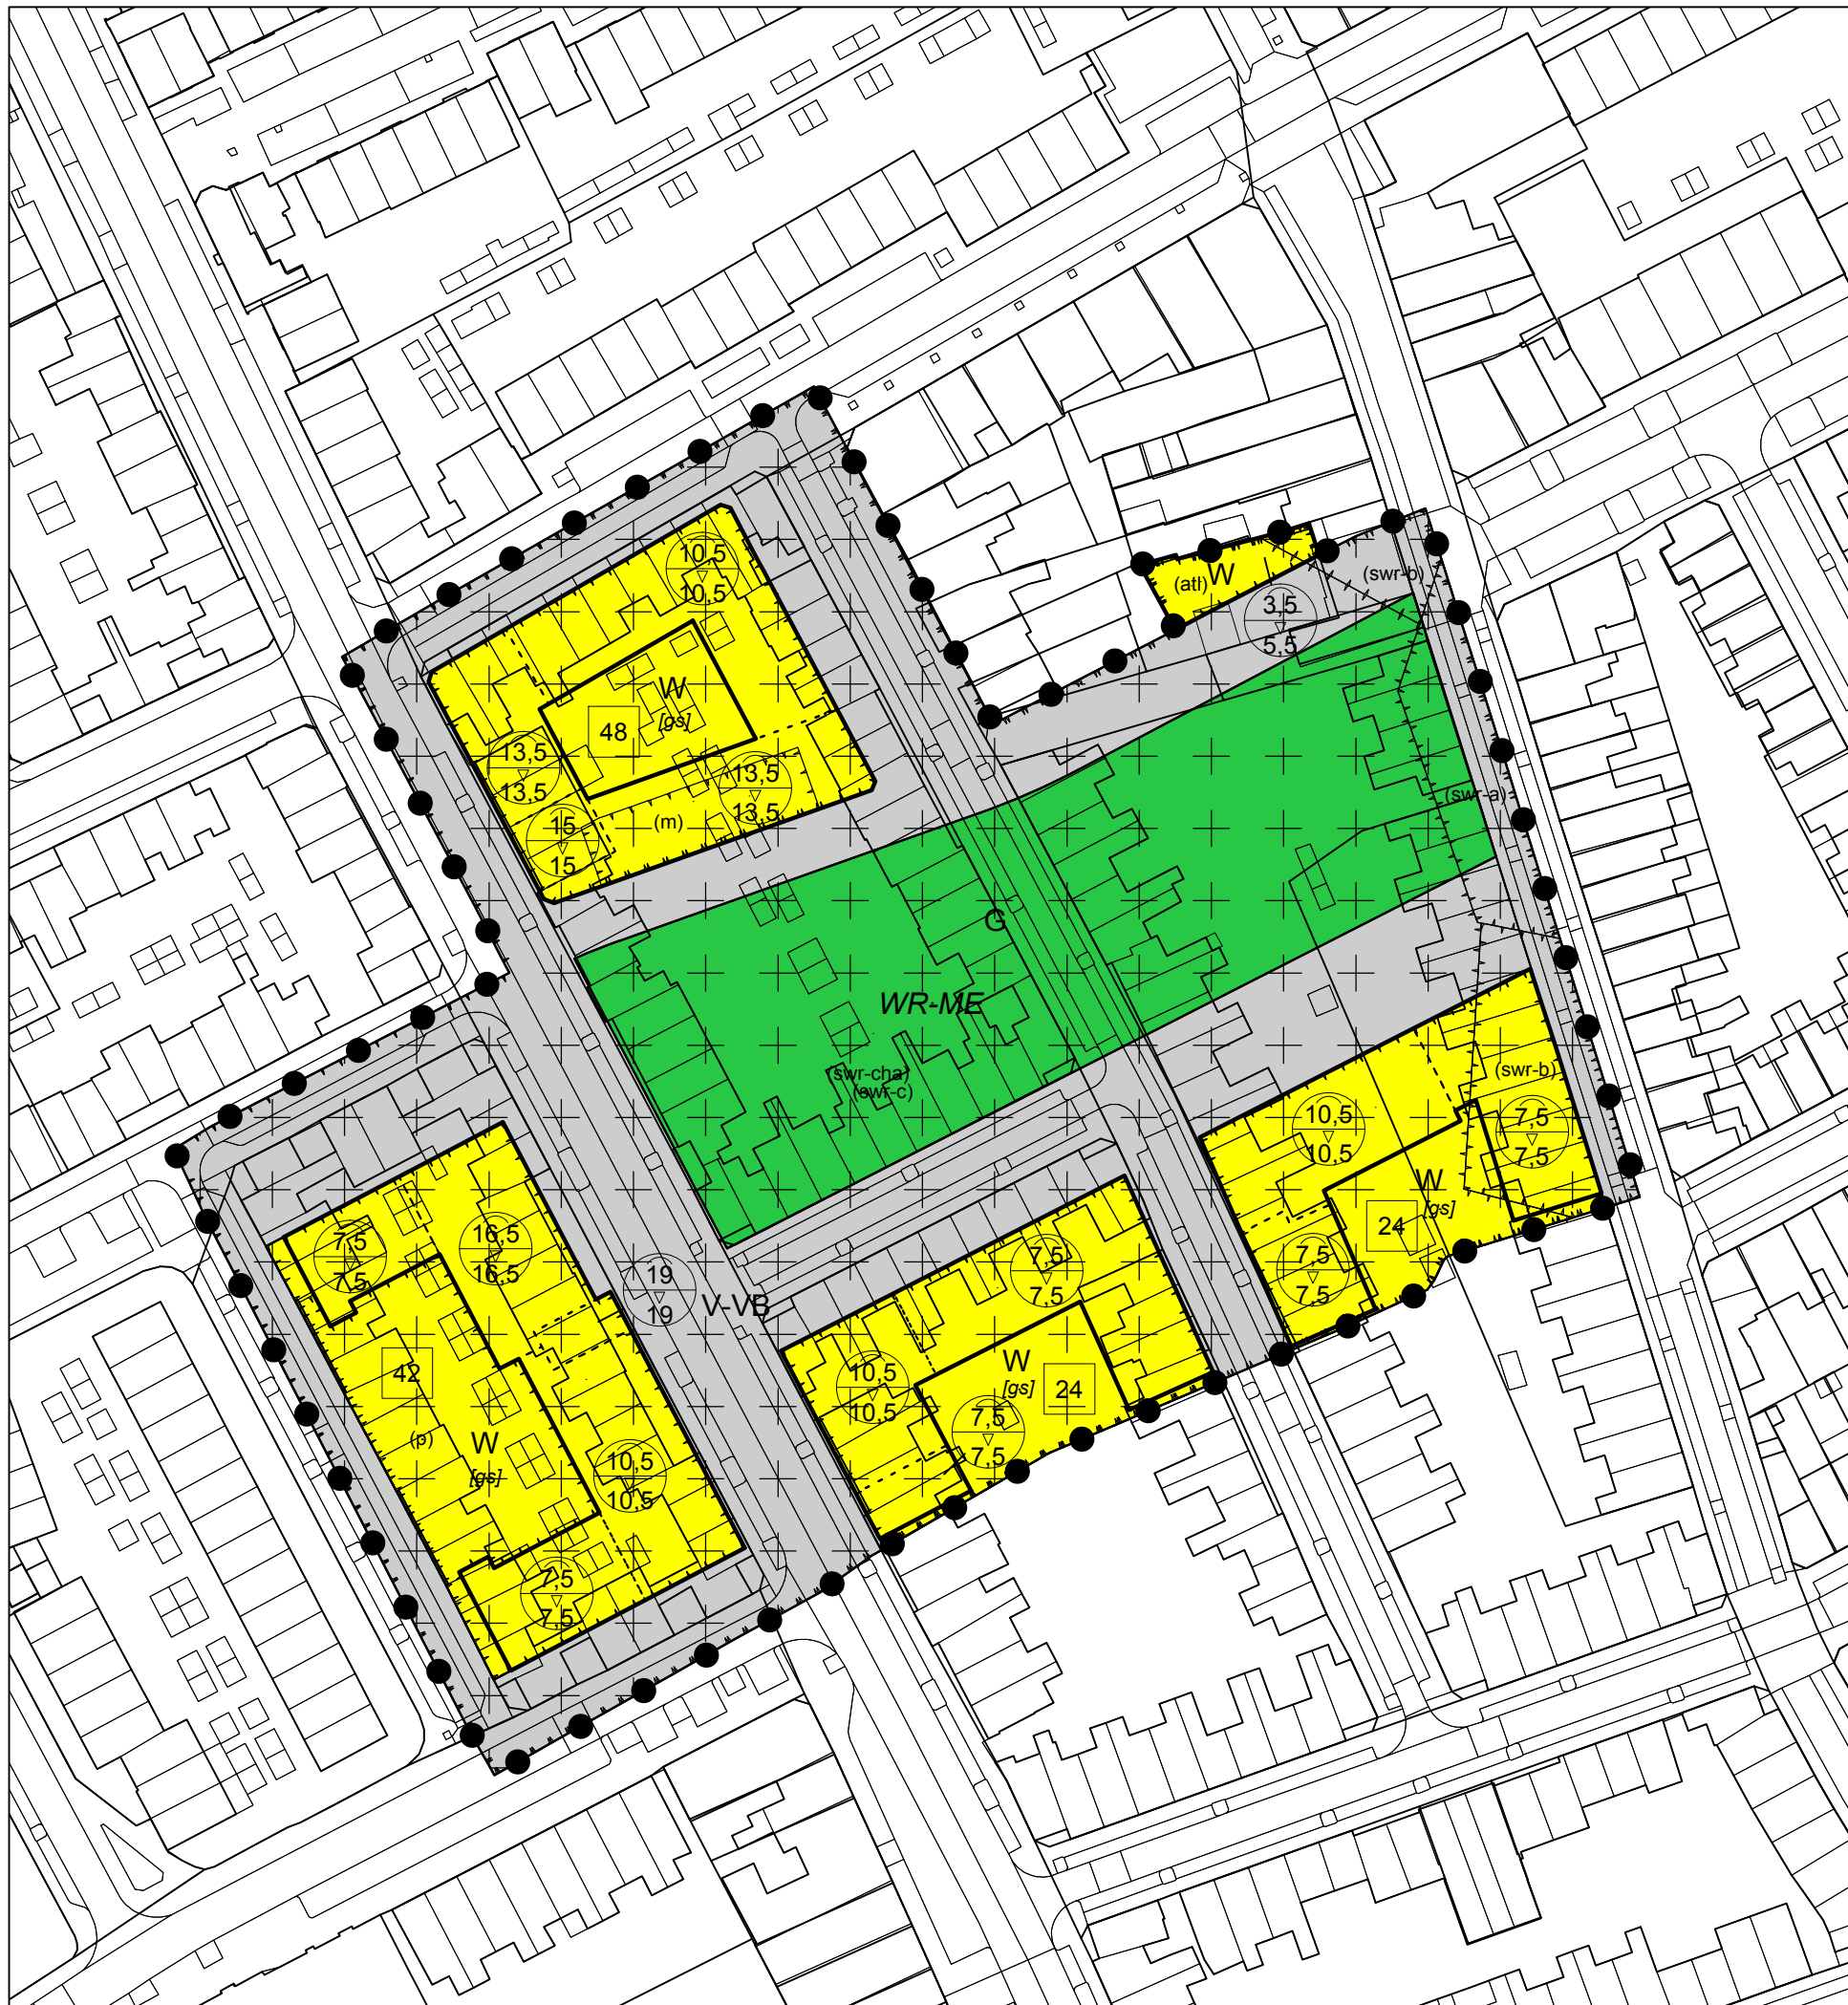 10,5
10,5
(swr-b)
W
(atl)
3,5
5,5
W
[gs]
48
13,5
13,5
13,5
13,5
(swr-a)
(m)
15
15
G
WR-ME
(swr-cha)
(swr-c)
(swr-b)
10,5
10,5
7,5
7,5
W
[gs]
24
7,5
7,5
16,5
16,5
7,5
7,5
7,5
7,5
19
19
V-VB
42
10,5
10,5
W
[gs]
24
7,5
7,5
(p)
W
[gs]
10,5
10,5
7,5
7,5